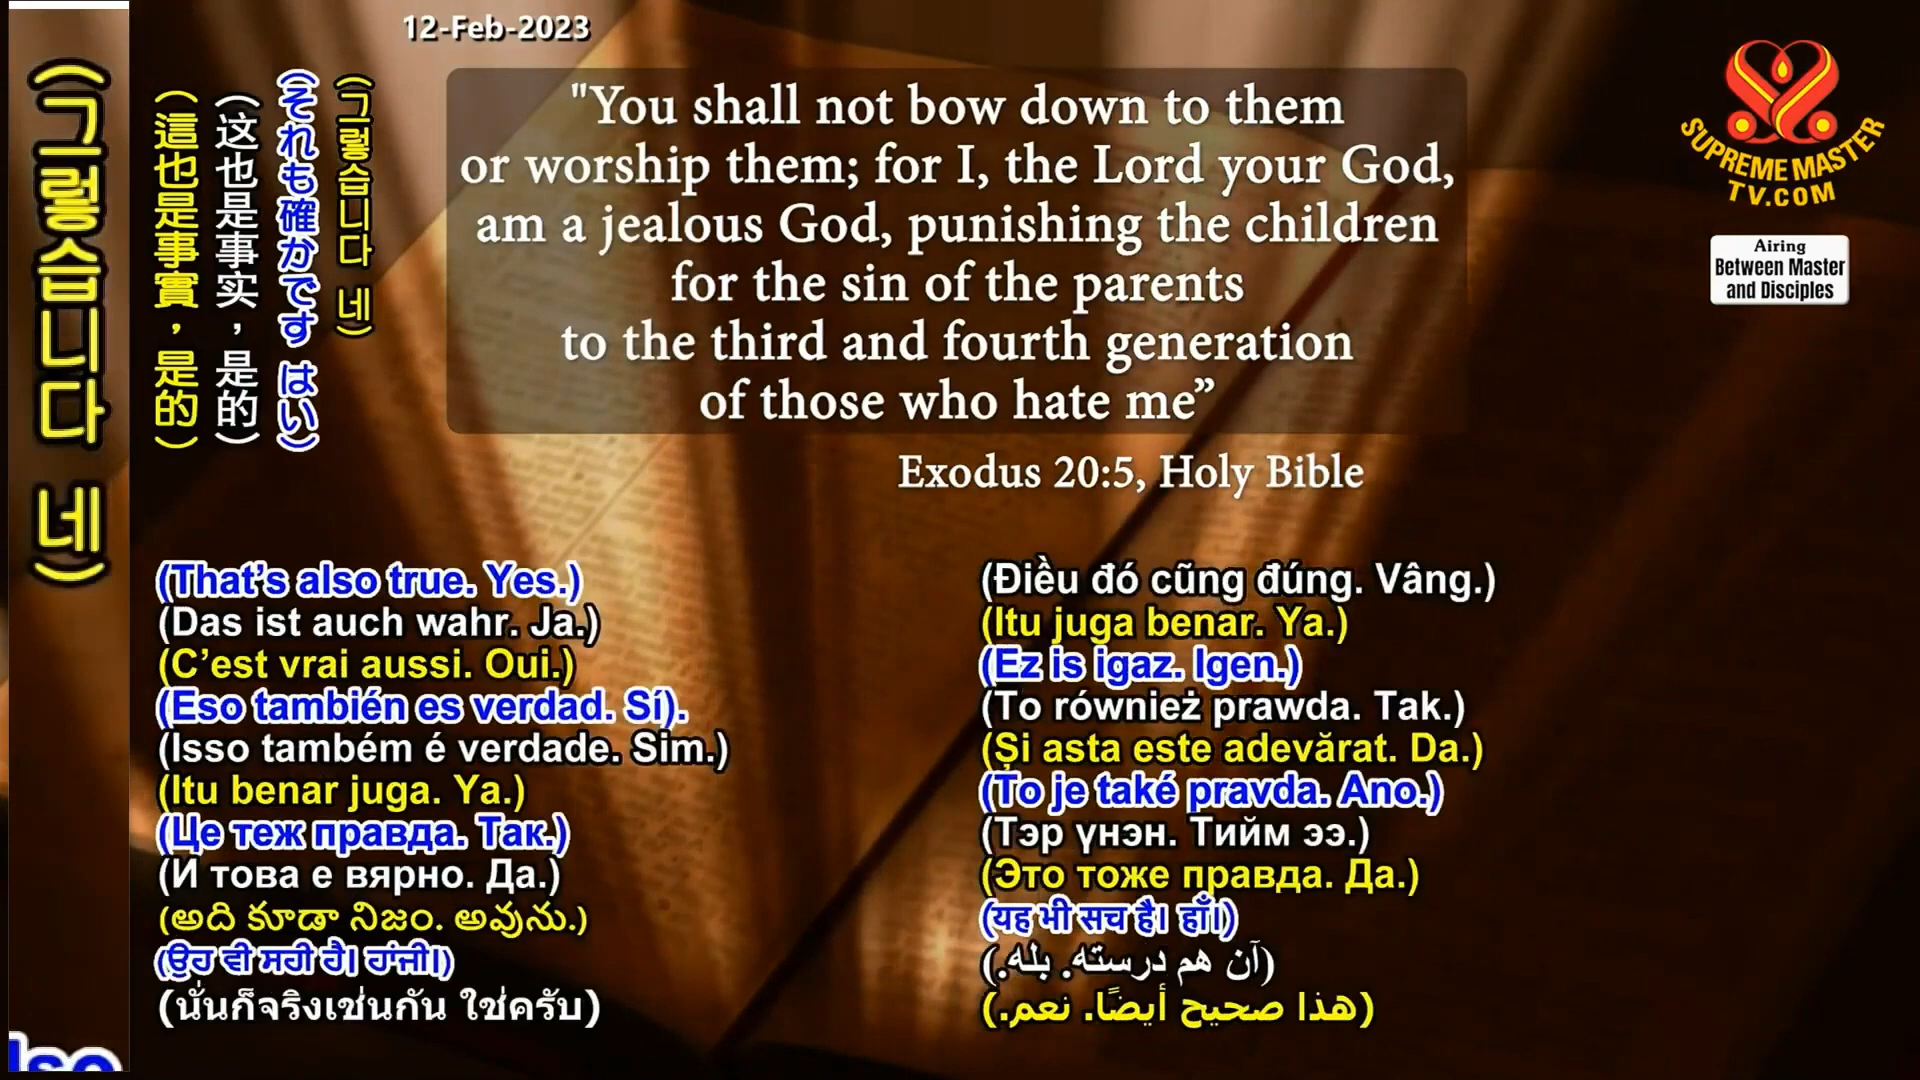 12-Feb-2023
"You shall not bow down to them
or worship them; for I, the Lord your God,
am a jealous God, punishing the children
for the sin of the parents
to the third and fourth generation
of those who hate me”
Exodus 20:5, Holy Bible
SUPREME MASTER
TV.COM
Airing
Between Master
and Disciples
(그렇습니다 네)
(그렇습니다 네)
(それも確かです はい)
(这也是事实，是的)
(這也是事實，是的)
(That’s also true. Yes.)
(Das ist auch wahr. Ja.)
(C’est vrai aussi. Oui.)
(Eso también es verdad. Sí).
(Isso também é verdade. Sim.)
(Itu benar juga. Ya.)
(Це теж правда. Так.)
(И това е вярно. Да.)
(అది కూడా నిజం. అవును.)
(ਉਹ ਵੀ ਸਹੀ ਹੈ। ਹਾਂਜੀ।)
(นั่นก็จริงเช่นกัน ใช่ครับ)
(Điều đó cũng đúng. Vâng.)
(Itu juga benar. Ya.)
(Ez is igaz. Igen.)
(To również prawda. Tak.)
(Și asta este adevărat. Da.)
(To je také pravda. Ano.)
(Тэр үнэн. Тийм ээ.)
(Это тоже правда. Да.)
(यह भी सच है। हाँ।)
(آن هم درسته. بله.)
(هذا صحيح أيضًا. نعم.)
lso